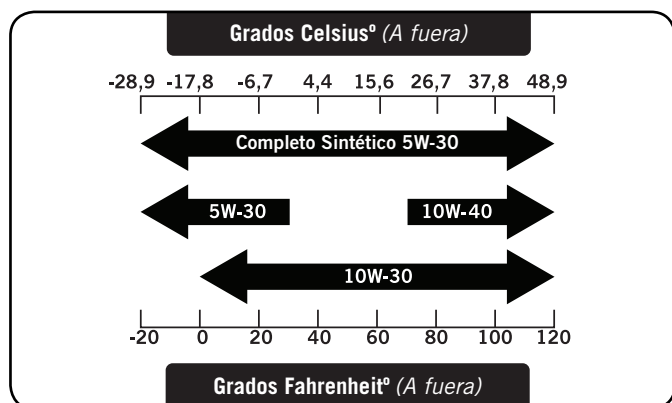 Grados Celsiusº (A fuera)
-28,9 -17,8 -6,7 4,4 15,6 26,7 37,8 48,9
Completo Sintético 5W-30
5W-30 10W-40
10W-30
-20 0 20 40 60 80 100 120
Grados Fahrenheitº (A fuera)